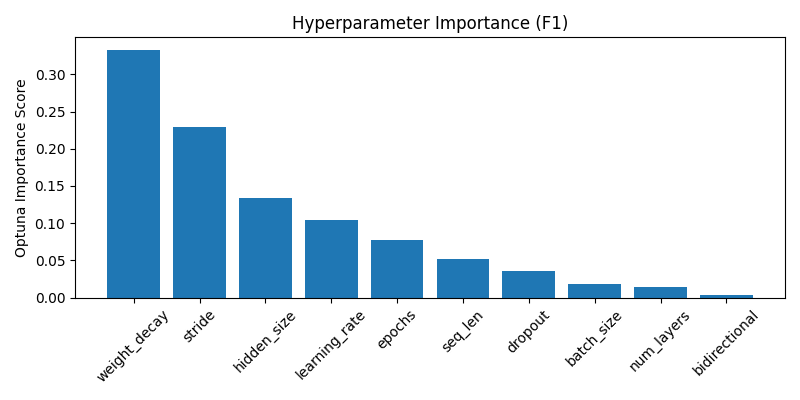 Hyperparameter Importance (F1)
Optuna Importance Score
0.30
0.25
0.20
0.15
0.10
0.05
0.00
weight_decay
stride
hidden_size
learning_rate
epochs
seq_len
dropout
batch_size
num_layers
bidirectional